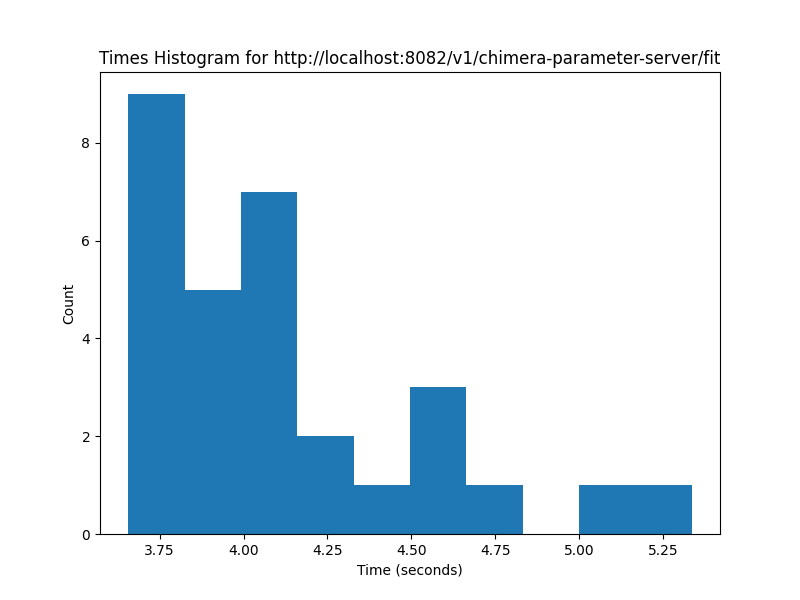 Times Histogram for http://localhost:8082/v1/chimera-parameter-server/fit
Count
8
6
4
2
0
3.75 4.00 4.25 4.50 4.75 5.00 5.25
Time (seconds)